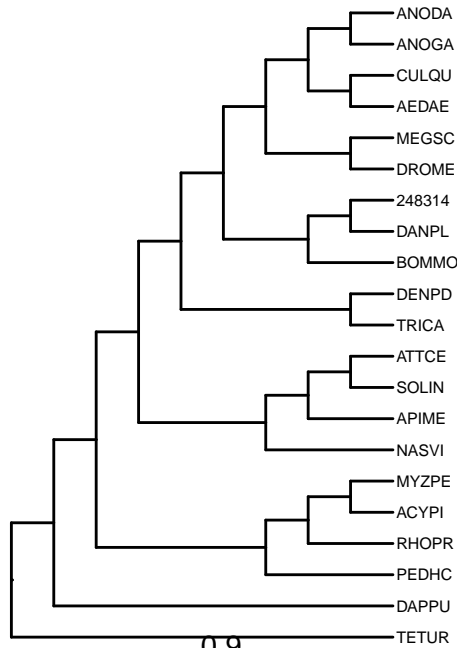 ANODA
ANOGA
CULQU
AEDAE
MEGSC
DROME
248314
DANPL
BOMMO
DENPD
TRICA
ATTCE
SOLIN
APIME
NASVI
MYZPE
ACYPI
RHOPR
PEDHC
DAPPU
TETUR
0.9